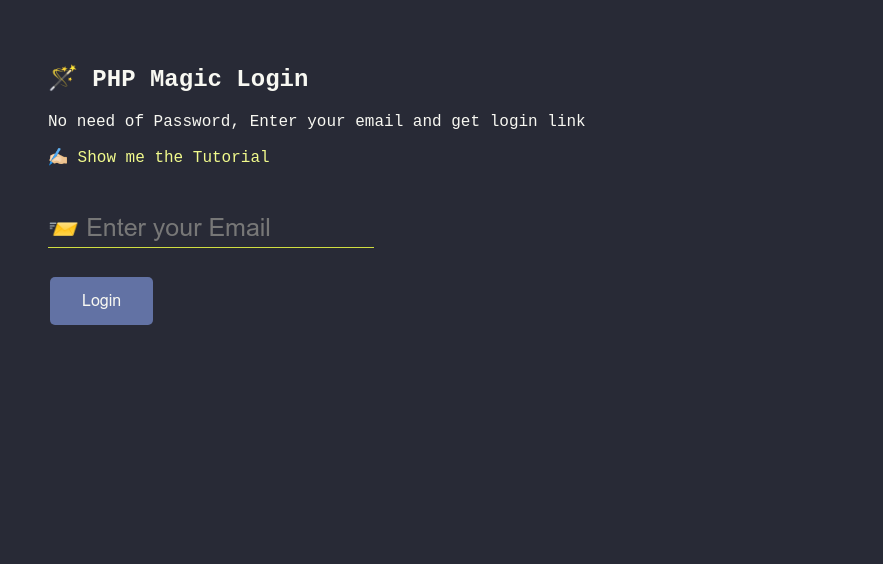 🪄 PHP Magic Login
No need of Password, Enter your email and get login link
✍🏻 Show me the Tutorial
📨 Enter your Email
Login